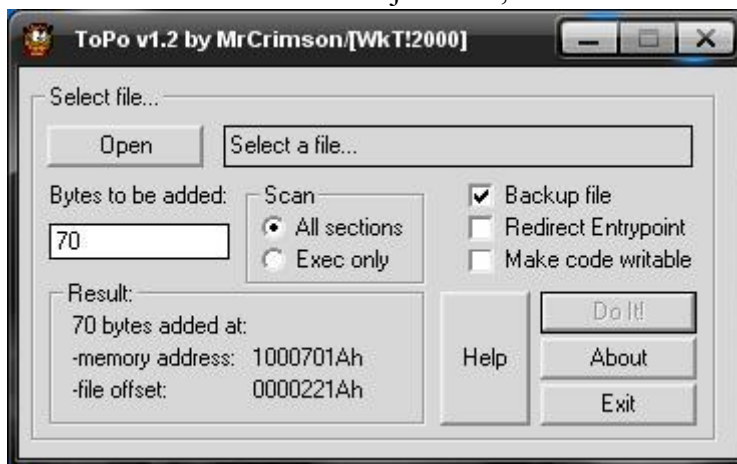 ToPo v1.2 by MrCrimson/[WkT!2000]
Select file...
Open
Select a file...
Bytes to be added:
70
Scan
All sections
Exec only
Backup file
Redirect Entrypoint
Make code writable
Result:
70 bytes added at:
-memory address: 1000701Ah
-file offset: 0000221Ah
Help
Do It!
About
Exit